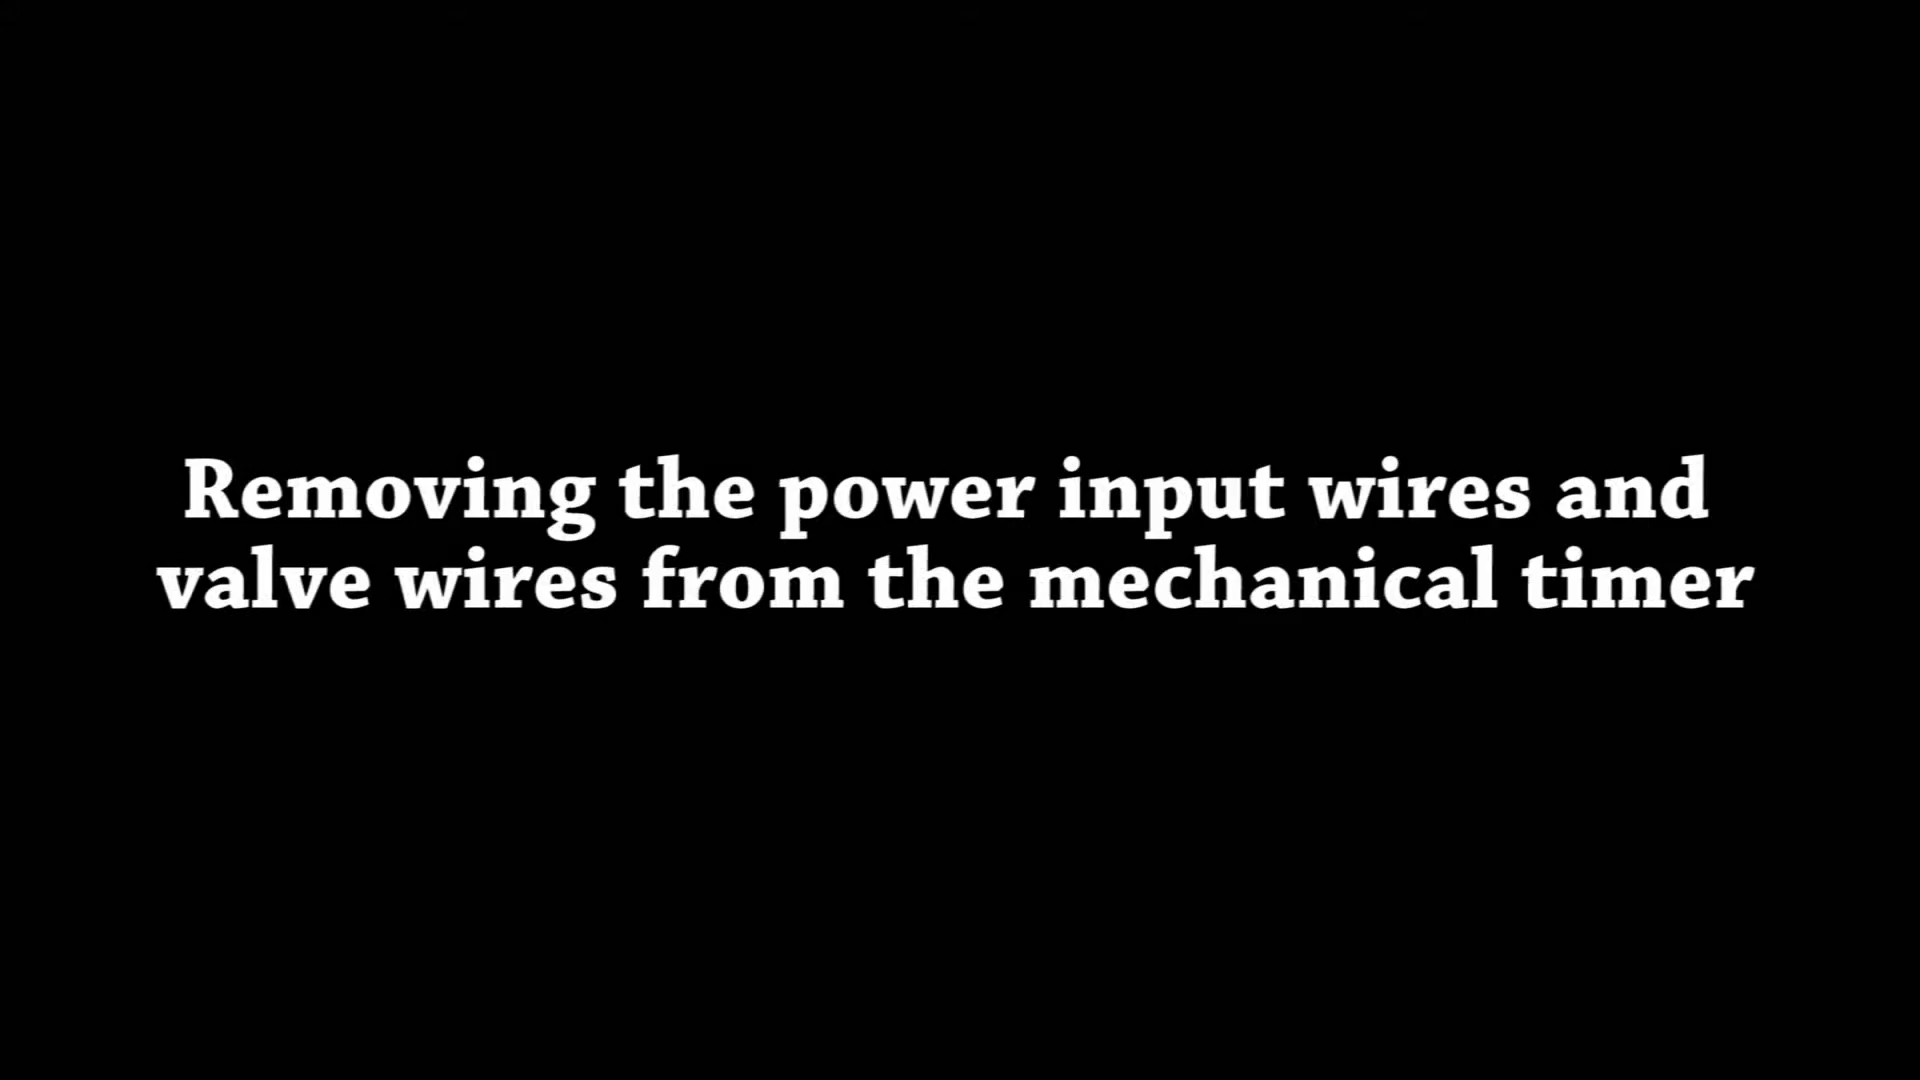 Removing the power input wires and
valve wires from the mechanical timer